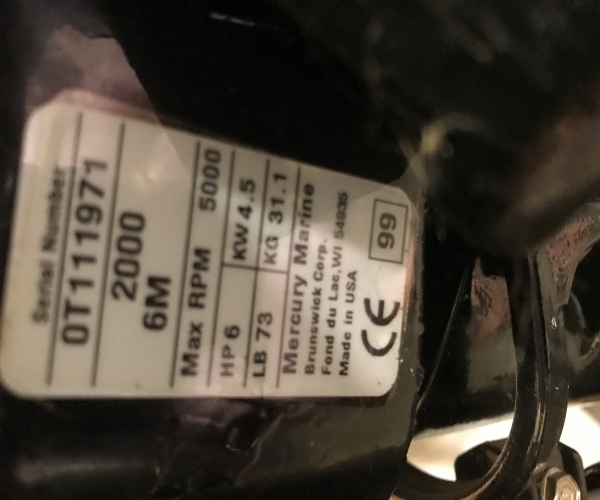 Serial Number
0T111971
2000
6M
Max RPM 5000
HP 6 KW 4.5
LB 73 KG 31.1
Mercury Marine
Brunswick Corp.
Fond du Lac, WI 54935
Made in USA
CE 99